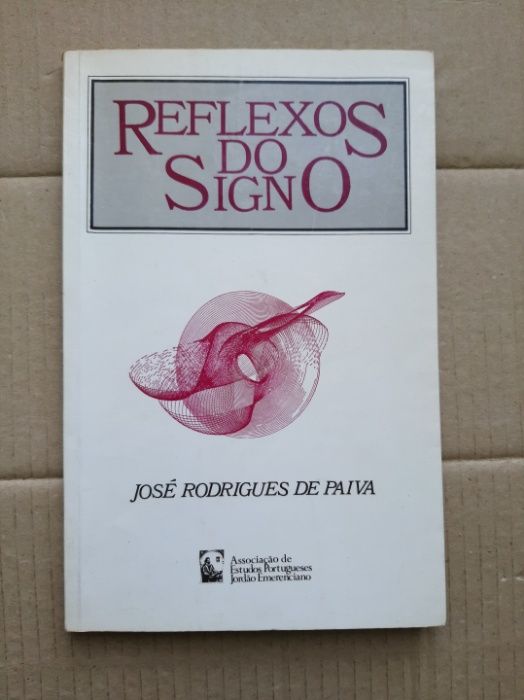 REFLEXOS
DO
SIGNO
JOSÉ RODRIGUES DE PAIVA
Associação de
Estudos Portugueses
Jordão Emerenciano